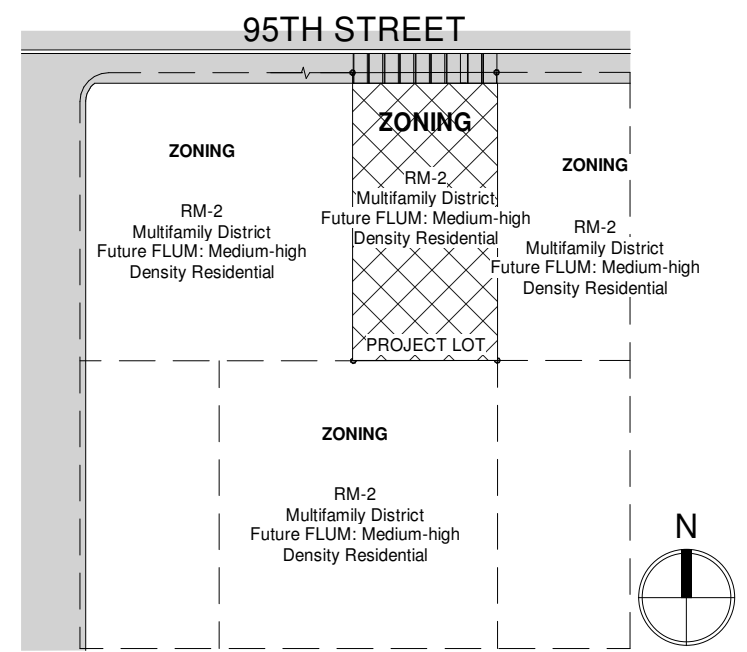 95TH STREET
ZONING
RM-2
Multifamily District
Future FLUM: Medium-high
Density Residential
ZONING
RM-2
Multifamily District
Future FLUM: Medium-high
Density Residential
PROJECT LOT
ZONING
RM-2
Multifamily District
Future FLUM: Medium-high
Density Residential
ZONING
RM-2
Multifamily District
Future FLUM: Medium-high
Density Residential
N